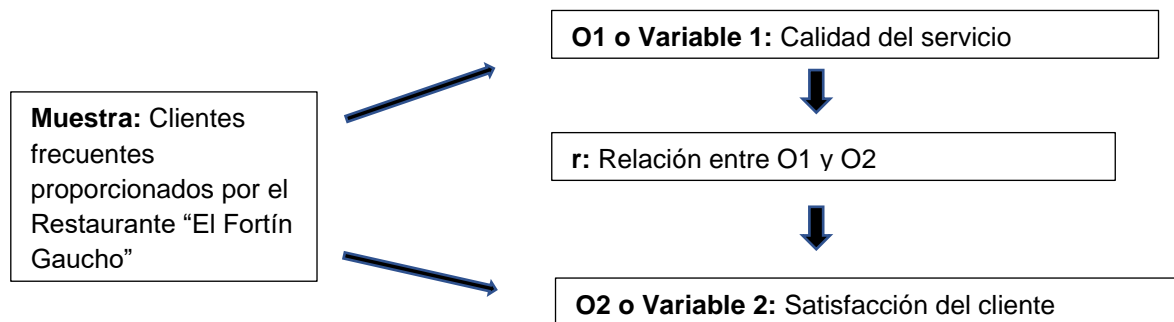 O1 o Variable 1: Calidad del servicio
Muestra: Clientes
frecuentes
proporcionados por el
Restaurante “El Fortín
Gaucho”
r: Relación entre O1 y O2
O2 o Variable 2: Satisfacción del cliente